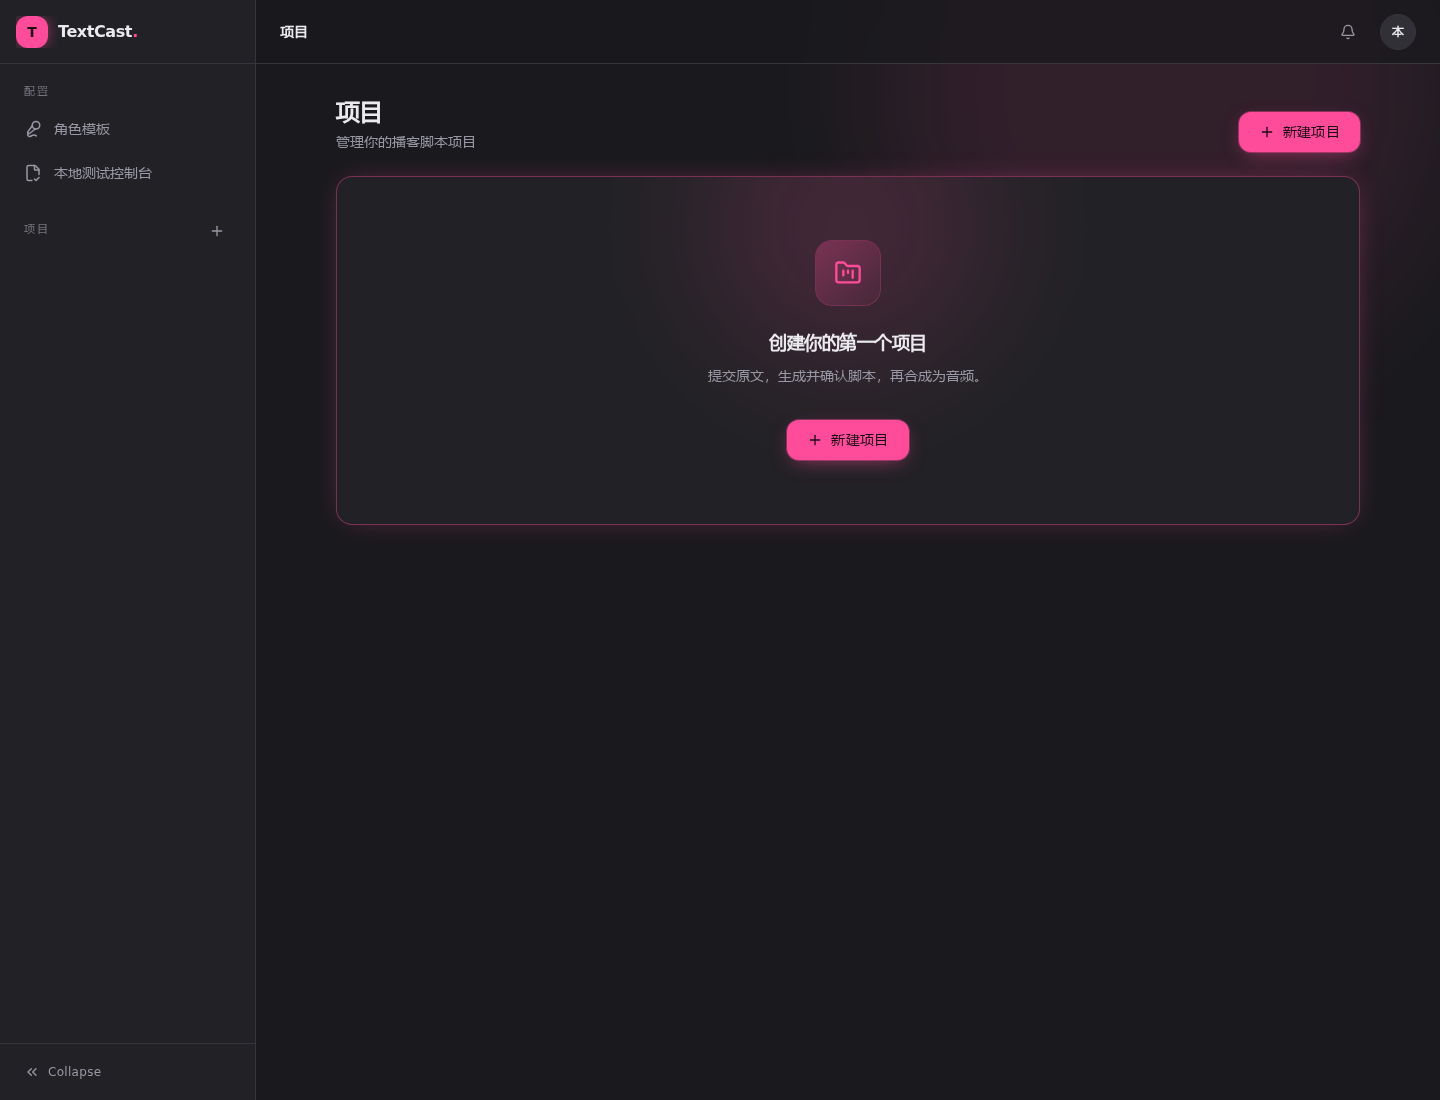 T TextCast.
项目
本
配置
角色模板
本地测试控制台
项目
项目
管理你的播客脚本项目
新建项目
创建你的第一个项目
提交原文，生成并确认脚本，再合成为音频。
新建项目
Collapse